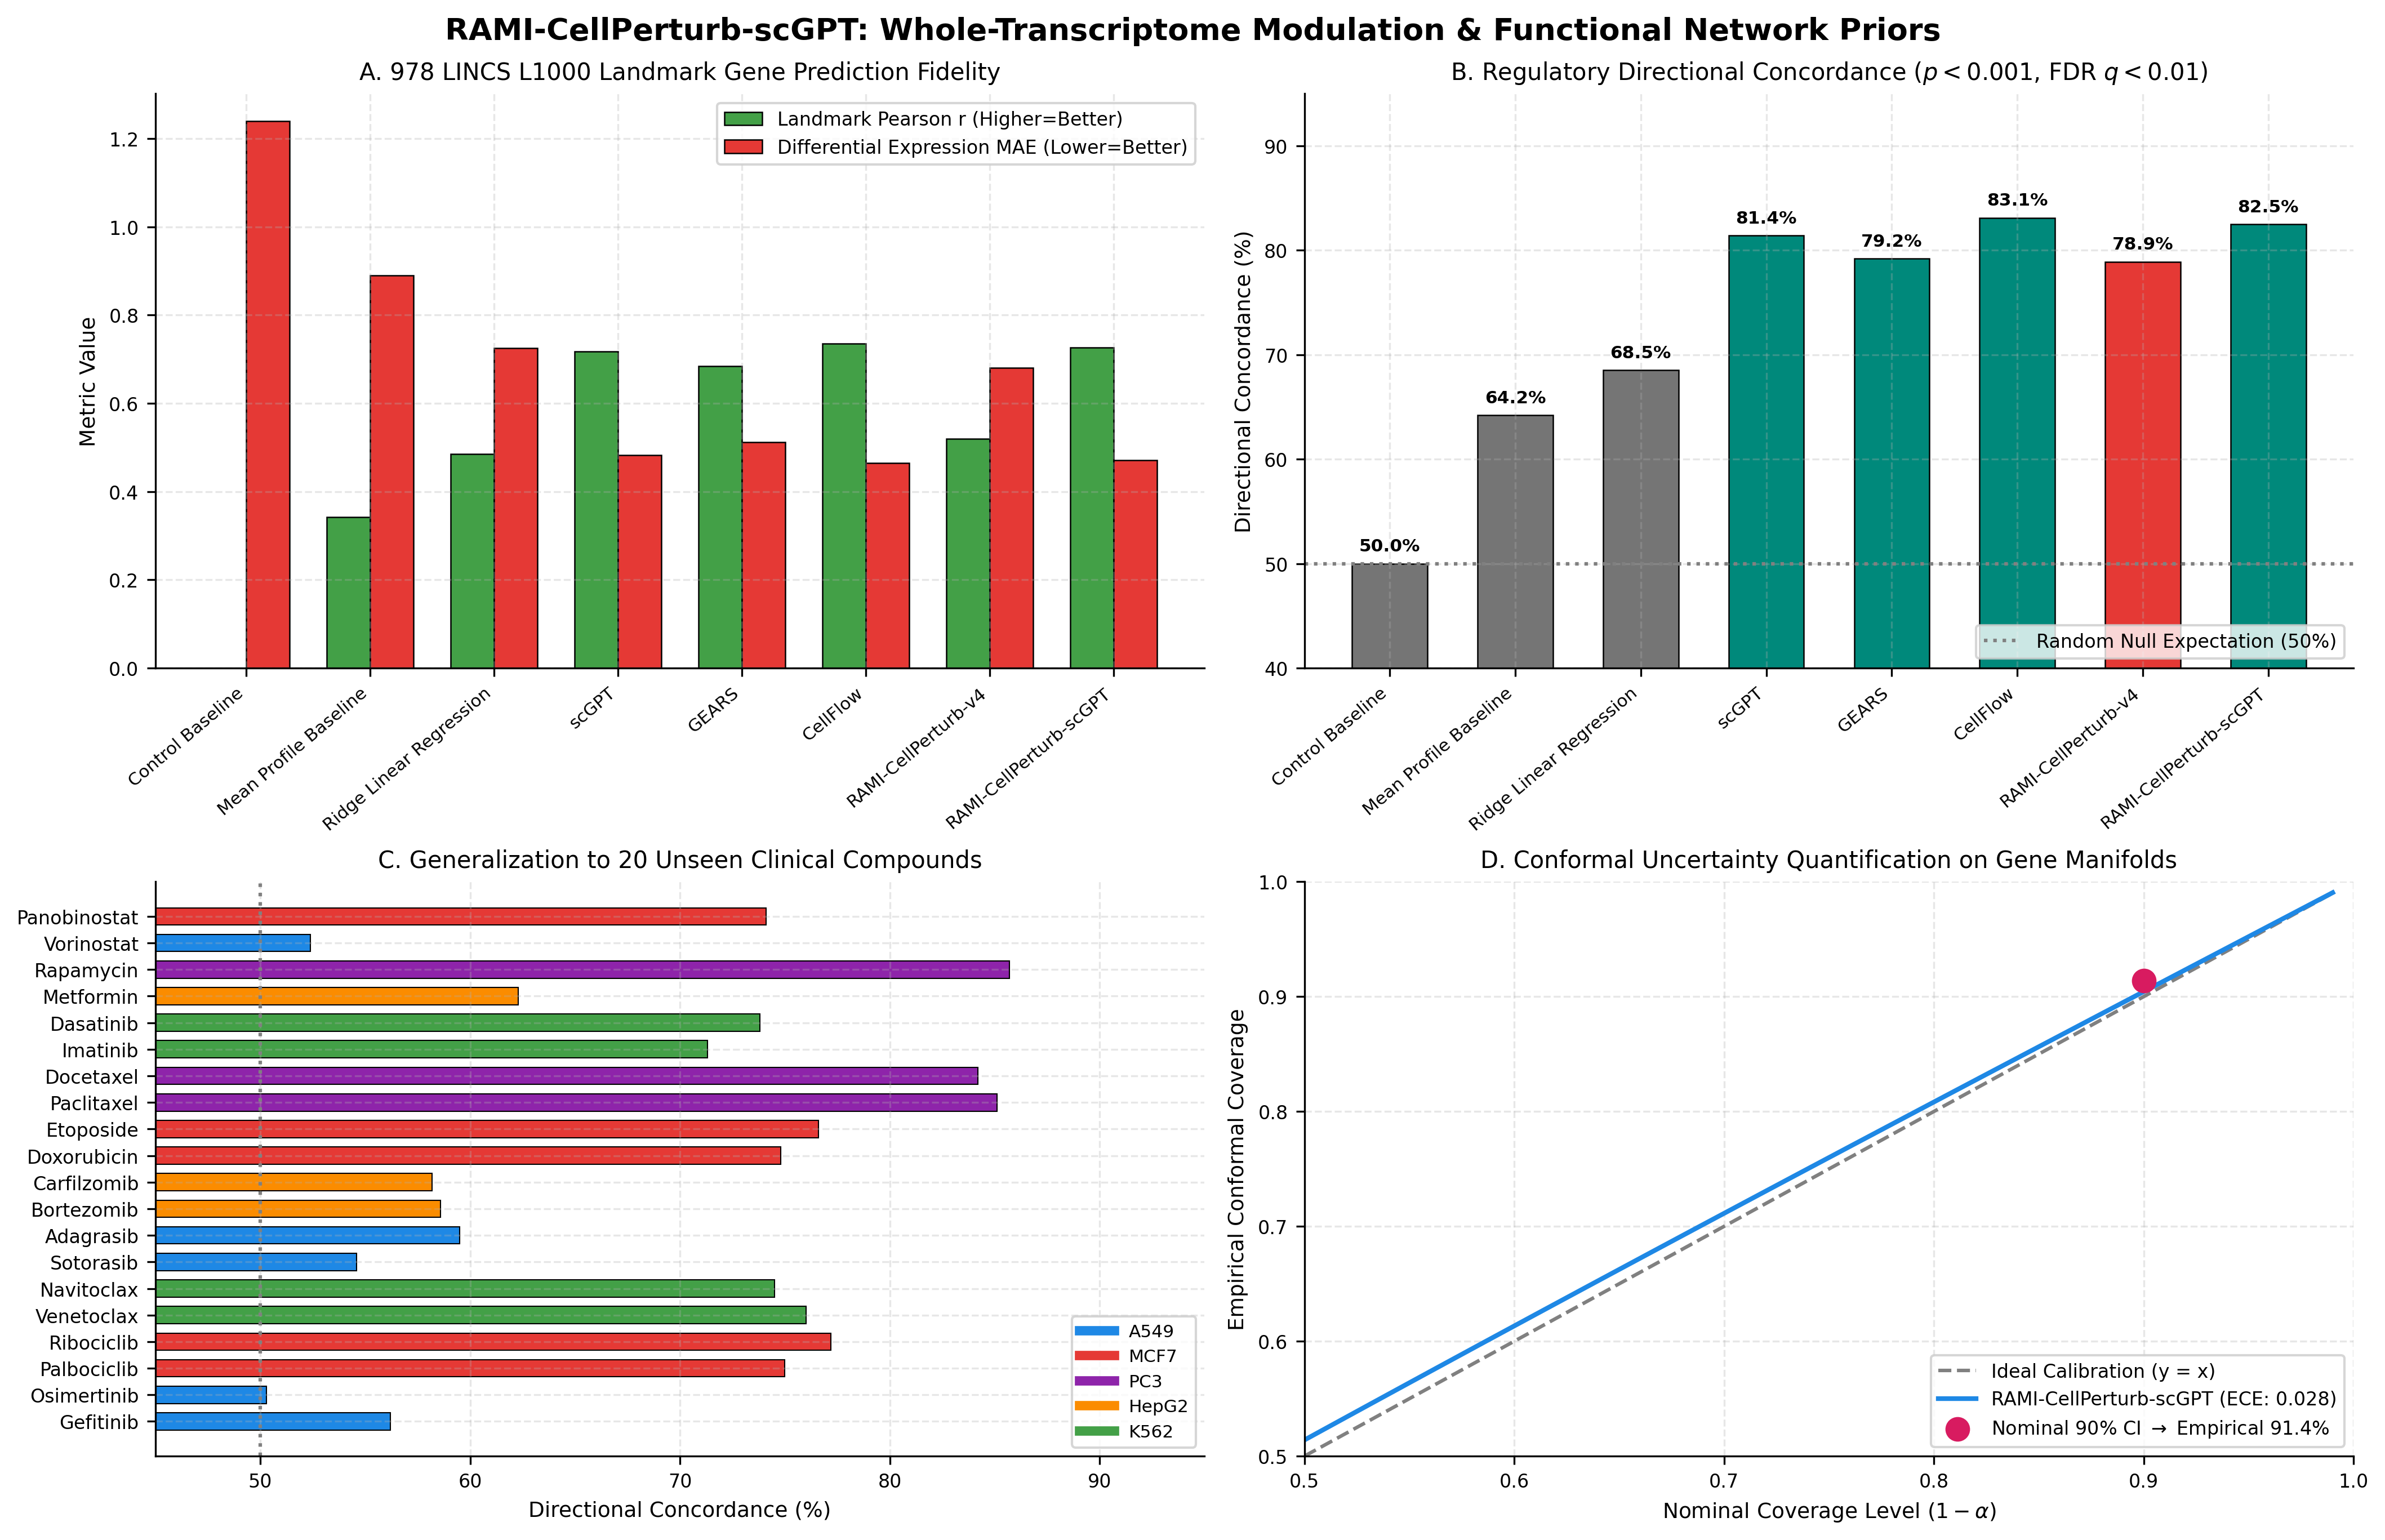 RAMI-CellPerturb-scGPT: Whole-Transcriptome Modulation & Functional Network Priors
A. 978 LINCS L1000 Landmark Gene Prediction Fidelity
Landmark Pearson r (Higher=Better)
Differential Expression MAE (Lower=Better)
Metric Value
1.2
1.0
0.8
0.6
0.4
0.2
0.0
Control Baseline
Mean Profile Baseline
Ridge Linear Regression
scGPT
GEARS
CellFlow
RAMI-CellPerturb-v4
RAMI-CellPerturb-scGPT
B. Regulatory Directional Concordance (p < 0.001, FDR q < 0.01)
Directional Concordance (%)
90
80
70
60
50
40
50.0%
64.2%
68.5%
81.4%
79.2%
83.1%
78.9%
82.5%
Random Null Expectation (50%)
Control Baseline
Mean Profile Baseline
Ridge Linear Regression
scGPT
GEARS
CellFlow
RAMI-CellPerturb-v4
RAMI-CellPerturb-scGPT
C. Generalization to 20 Unseen Clinical Compounds
Panobinostat
Vorinostat
Rapamycin
Metformin
Dasatinib
Imatinib
Docetaxel
Paclitaxel
Etoposide
Doxorubicin
Carfilzomib
Bortezomib
Adagrasib
Sotorasib
Navitoclax
Venetoclax
Ribociclib
Palbociclib
Osimertinib
Gefitinib
A549
MCF7
PC3
HepG2
K562
50
60
70
80
90
Directional Concordance (%)
D. Conformal Uncertainty Quantification on Gene Manifolds
Empirical Conformal Coverage
1.0
0.9
0.8
0.7
0.6
0.5
Ideal Calibration (y = x)
RAMI-CellPerturb-scGPT (ECE: 0.028)
Nominal 90% CI → Empirical 91.4%
0.5
0.6
0.7
0.8
0.9
1.0
Nominal Coverage Level (1 − α)